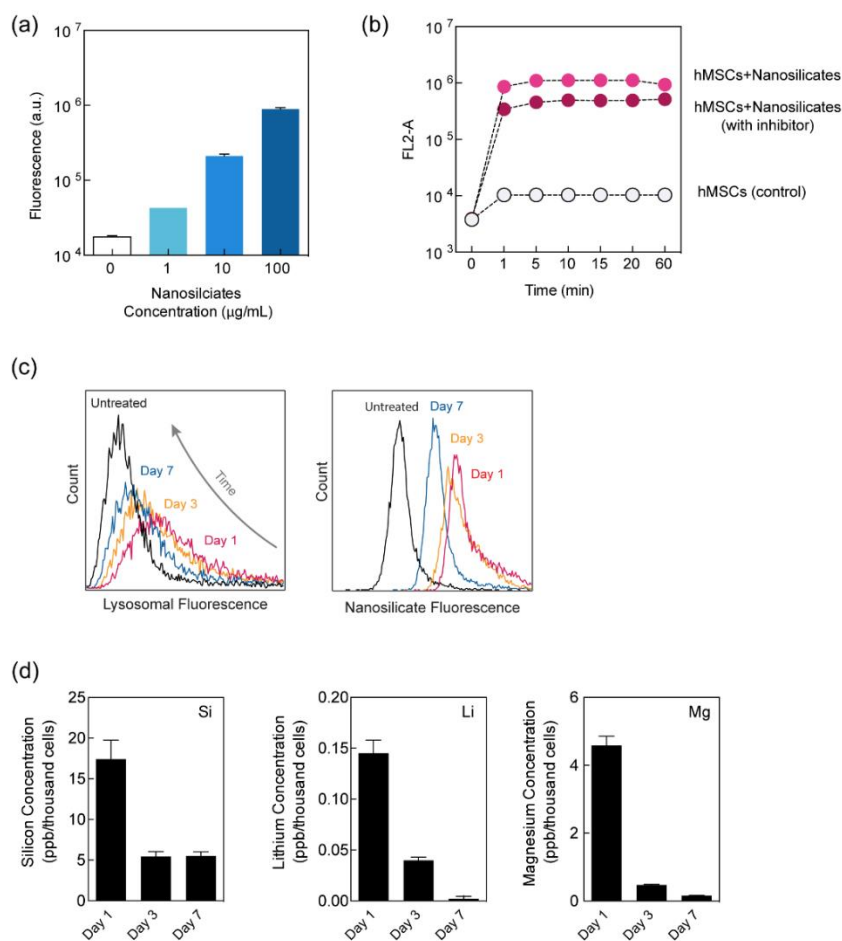 (a)
10^7
10^6
10^5
10^4
Fluorescence (a.u.)
0 1 10 100
Nanosilciates
Concentration (μg/mL)
(b)
10^7
10^6
10^5
10^4
10^3
FL2-A
0 1 5 10 15 20 60
Time (min)
hMSCs+Nanosilicates
hMSCs+Nanosilicates
(with inhibitor)
hMSCs (control)
(c)
Untreated
Day 7
Day 3
Day 1
Time
Count
Lysosomal Fluorescence
Untreated
Day 7
Day 3
Day 1
Count
Nanosilicate Fluorescence
(d)
Silicon Concentration
(ppb/thousand cells)
25
20
15
10
5
0
Si
Day 1 Day 3 Day 7
Lithium Concentration
(ppb/thousand cells)
0.20
0.15
0.10
0.05
0.00
Li
Day 1 Day 3 Day 7
Magnesium Concentration
(ppb/thousand cells)
6
4
2
0
Mg
Day 1 Day 3 Day 7